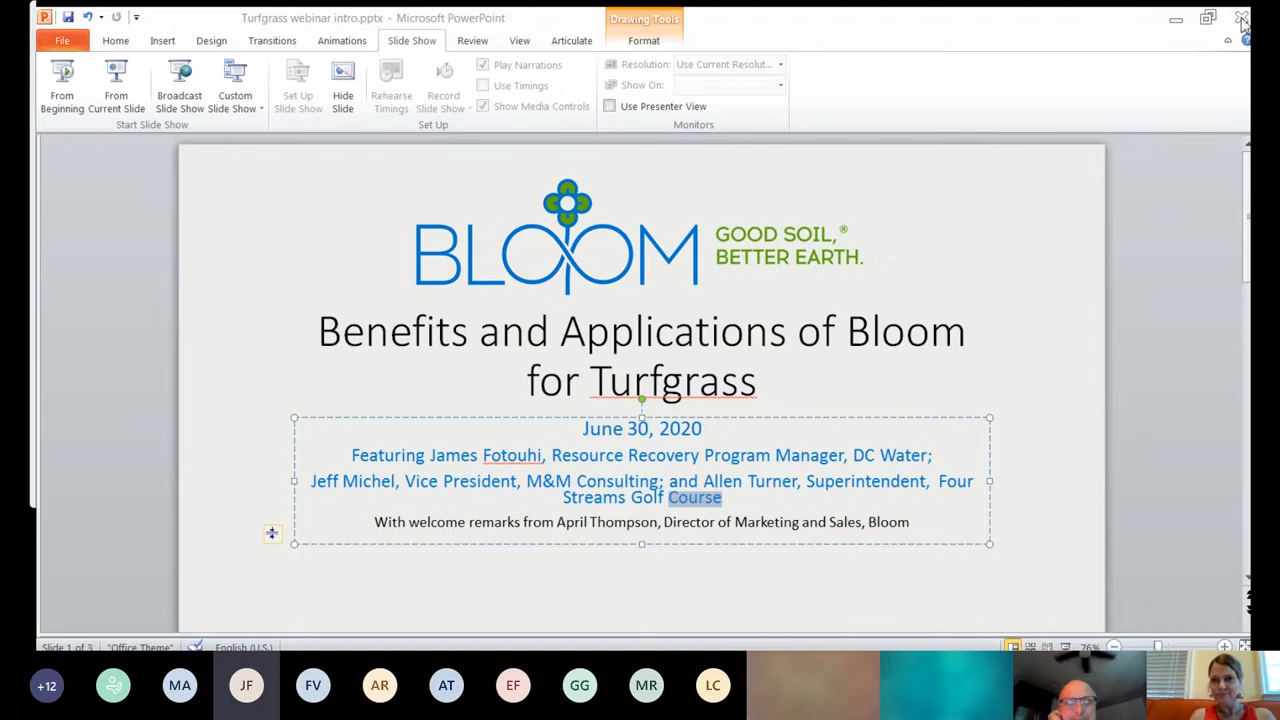 Turfgrass webinar intro.pptx - Microsoft PowerPoint
Drawing Tools
File Home Insert Design Transitions Animations Slide Show Review View Articulate Format
From Beginning
From Current Slide
Broadcast Slide Show
Custom Slide Show
Start Slide Show
Set Up Slide Show
Hide Slide
Rehearse Timings
Record Slide Show
Play Narrations
Use Timings
Show Media Controls
Set Up
Resolution: Use Current Resolut...
Show On:
Use Presenter View
Monitors
BLOOM
GOOD SOIL,®
BETTER EARTH.
Benefits and Applications of Bloom
for Turfgrass
June 30, 2020
Featuring James Fotouhi, Resource Recovery Program Manager, DC Water;
Jeff Michel, Vice President, M&M Consulting; and Allen Turner, Superintendent, Four
Streams Golf Course
With welcome remarks from April Thompson, Director of Marketing and Sales, Bloom
Slide 1 of 3 "Office Theme" English (U.S.) 76%
+12 MA JF FV AR AT EF GG MR LC